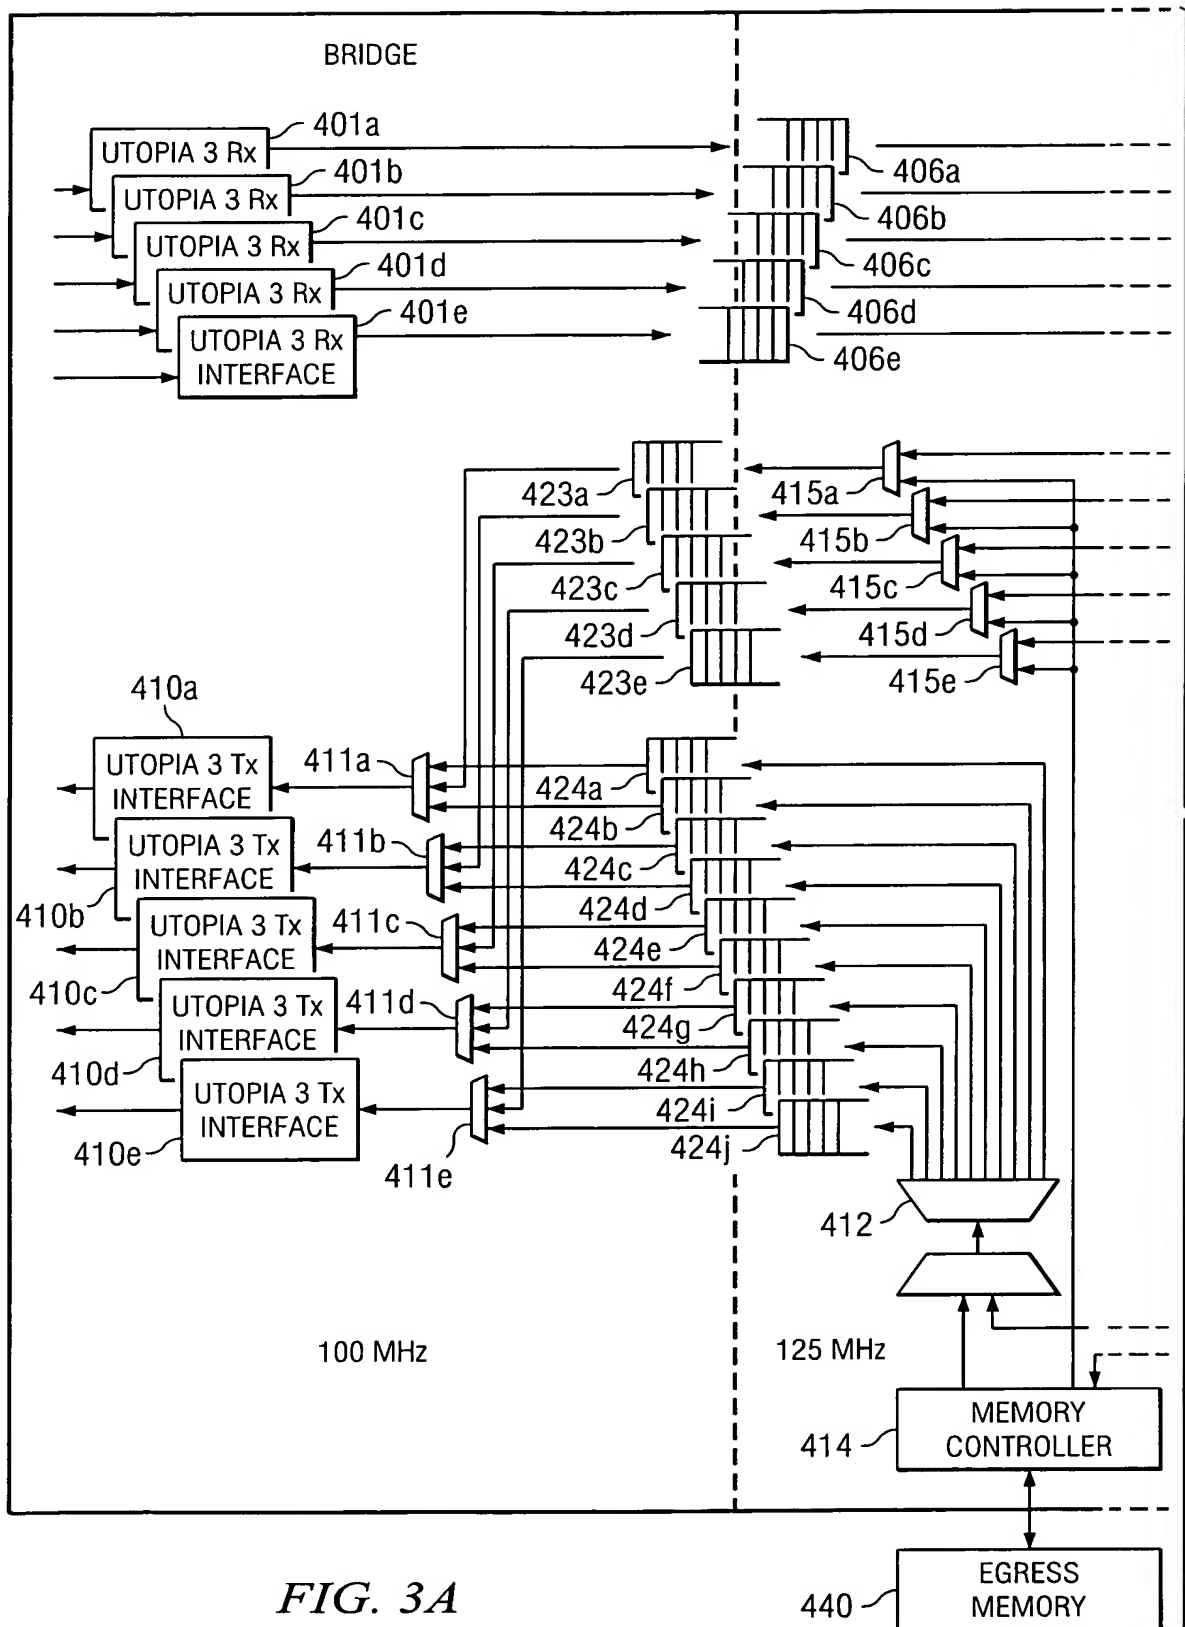 BRIDGE
401a
UTOPIA 3 Rx
401b
406a
UTOPIA 3 Rx
401c
406b
UTOPIA 3 Rx
401d
406c
UTOPIA 3 Rx
401e
406d
UTOPIA 3 Rx
INTERFACE
406e
423a
415a
423b
415b
423c
415c
423d
415d
423e
415e
410a
UTOPIA 3 Tx
INTERFACE
411a
424a
424b
UTOPIA 3 Tx
INTERFACE
411b
424c
410b
424d
UTOPIA 3 Tx
INTERFACE
411c
424e
410c
424f
UTOPIA 3 Tx
INTERFACE
411d
424g
410d
424h
UTOPIA 3 Tx
INTERFACE
424i
410e
424j
411e
412
100 MHz
125 MHz
MEMORY
CONTROLLER
414
EGRESS
MEMORY
440
FIG. 3A